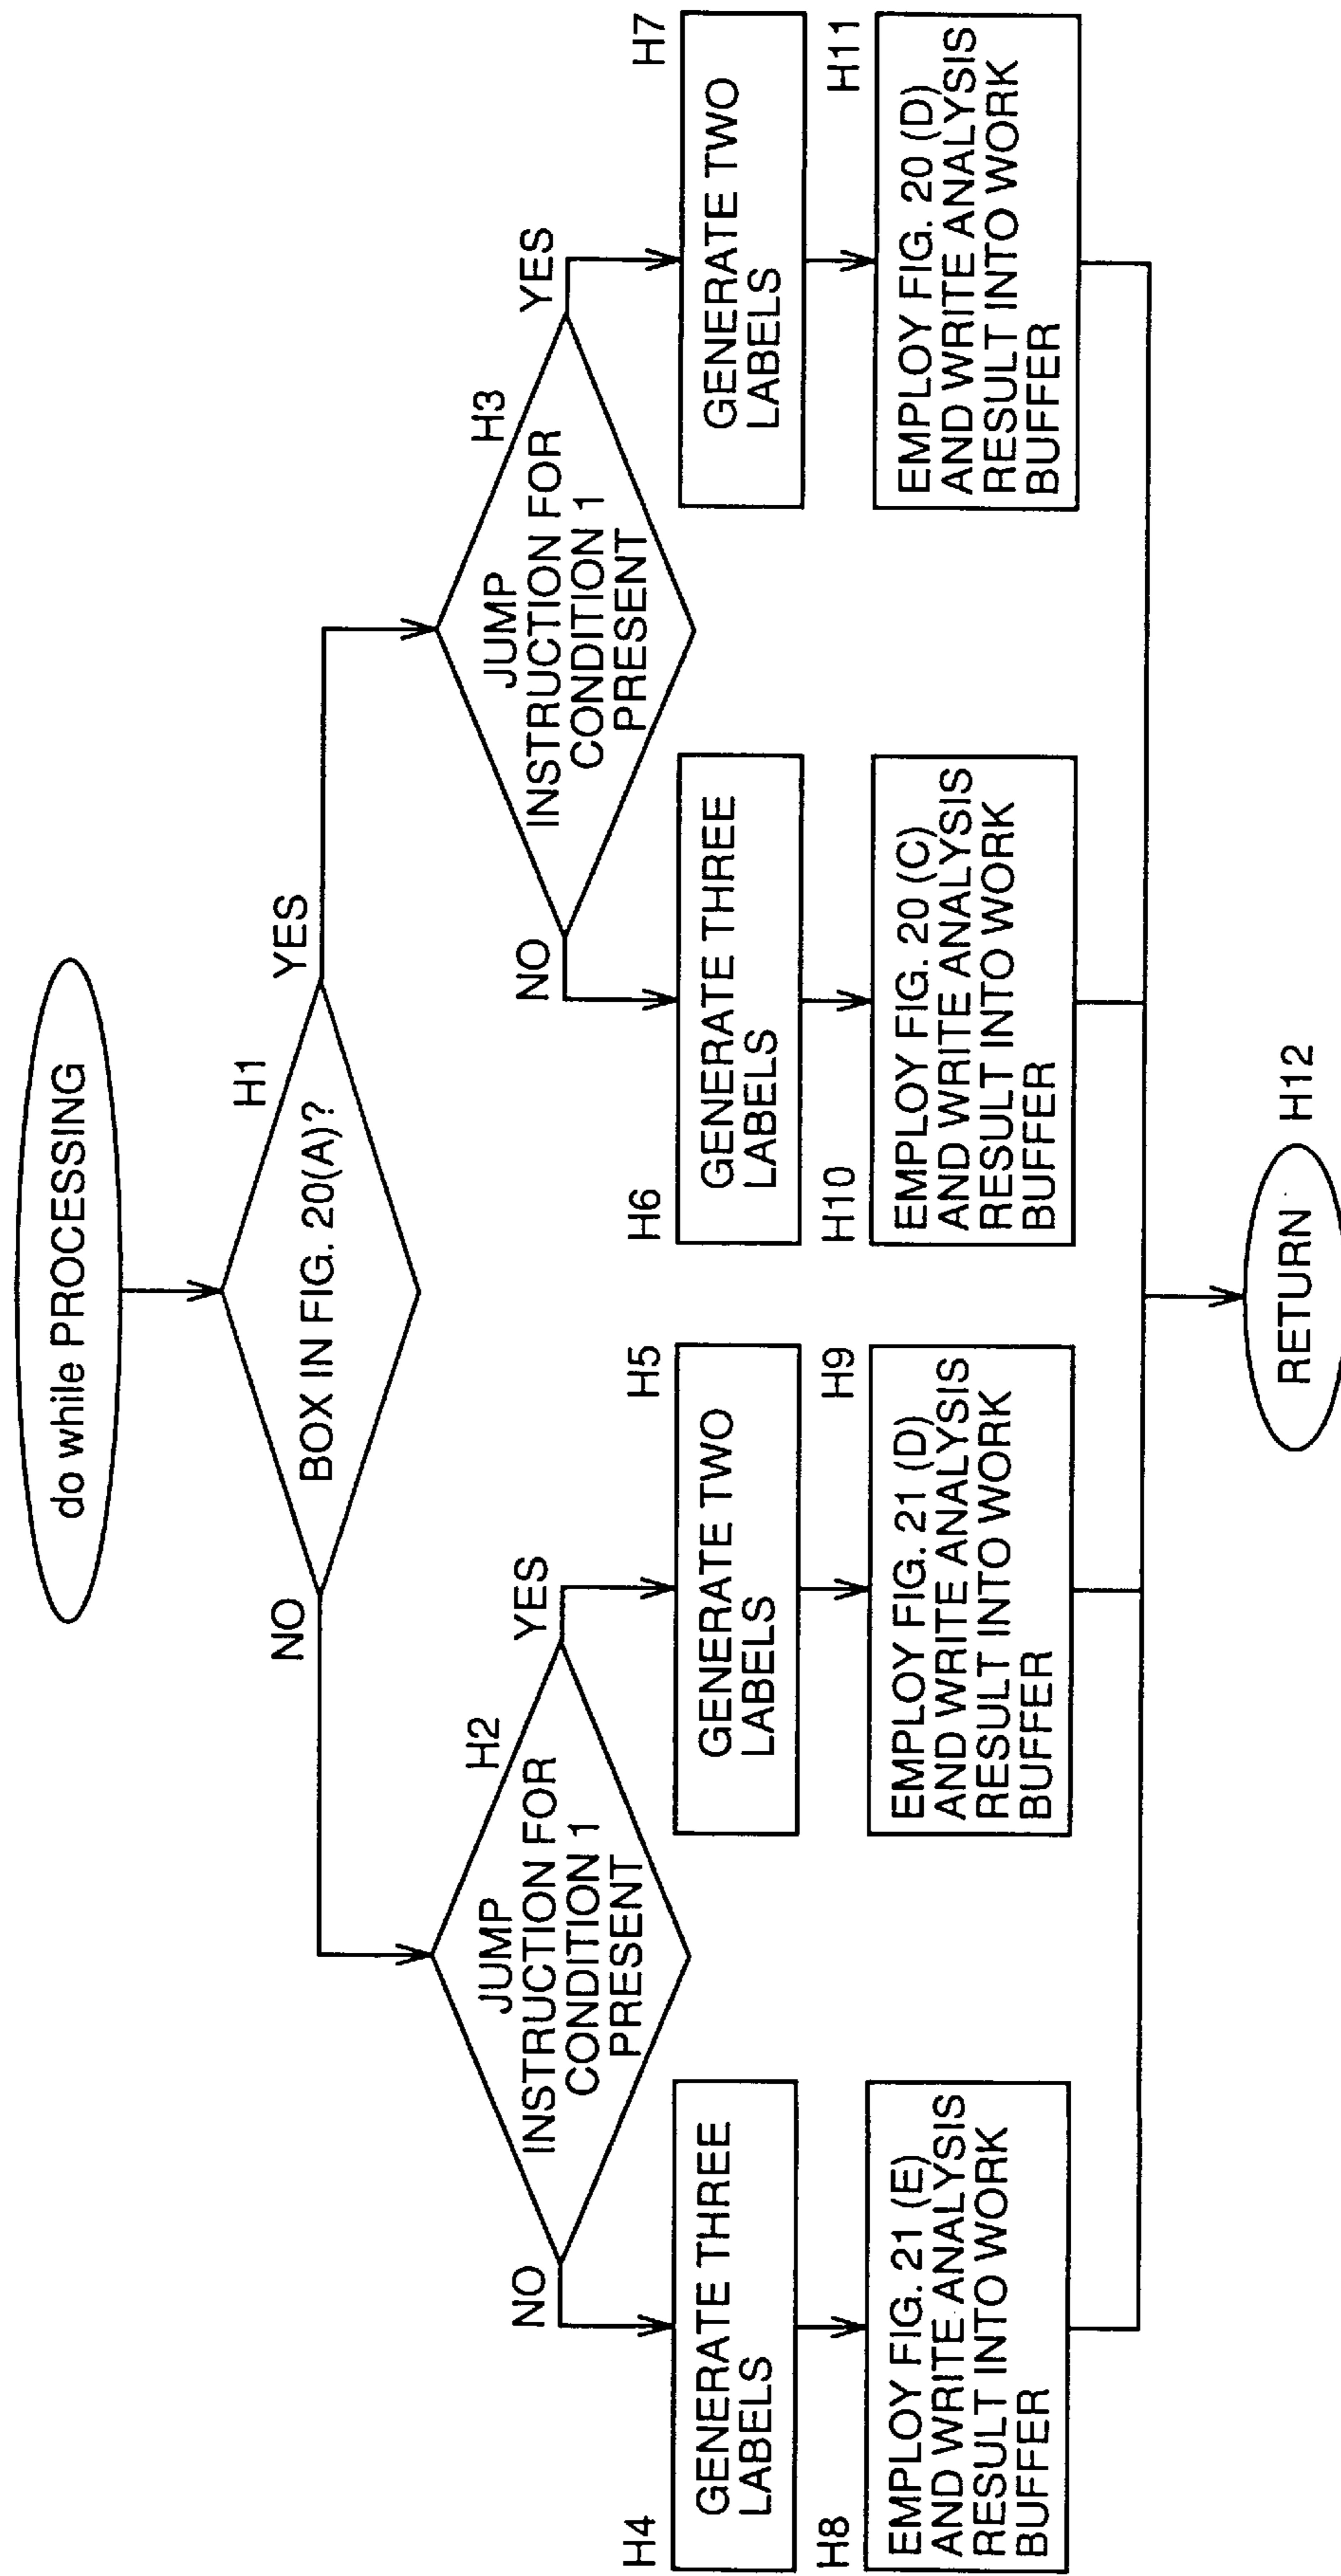 do while PROCESSING
H1
BOX IN FIG. 20(A)?
NO
YES
H2
JUMP
INSTRUCTION FOR
CONDITION 1
PRESENT
NO
YES
H3
JUMP
INSTRUCTION FOR
CONDITION 1
PRESENT
NO
YES
H4
GENERATE THREE
LABELS
H5
GENERATE TWO
LABELS
H6
GENERATE THREE
LABELS
H7
GENERATE TWO
LABELS
H8
EMPLOY FIG. 21 (E)
AND WRITE ANALYSIS
RESULT INTO WORK
BUFFER
H9
EMPLOY FIG. 21 (D)
AND WRITE ANALYSIS
RESULT INTO WORK
BUFFER
H10
EMPLOY FIG. 20 (C)
AND WRITE ANALYSIS
RESULT INTO WORK
BUFFER
H11
EMPLOY FIG. 20 (D)
AND WRITE ANALYSIS
RESULT INTO WORK
BUFFER
RETURN
H12